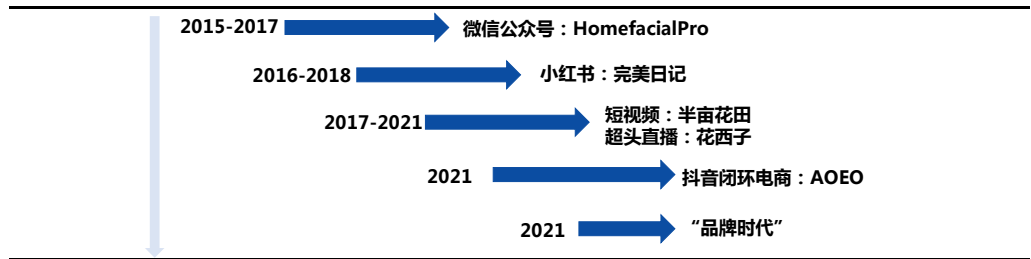 2015-2017 微信公众号：HomefacialPro
2016-2018 小红书：完美日记
2017-2021 短视频：半亩花田
超头直播：花西子
2021 抖音闭环电商：AOEO
2021 “品牌时代”